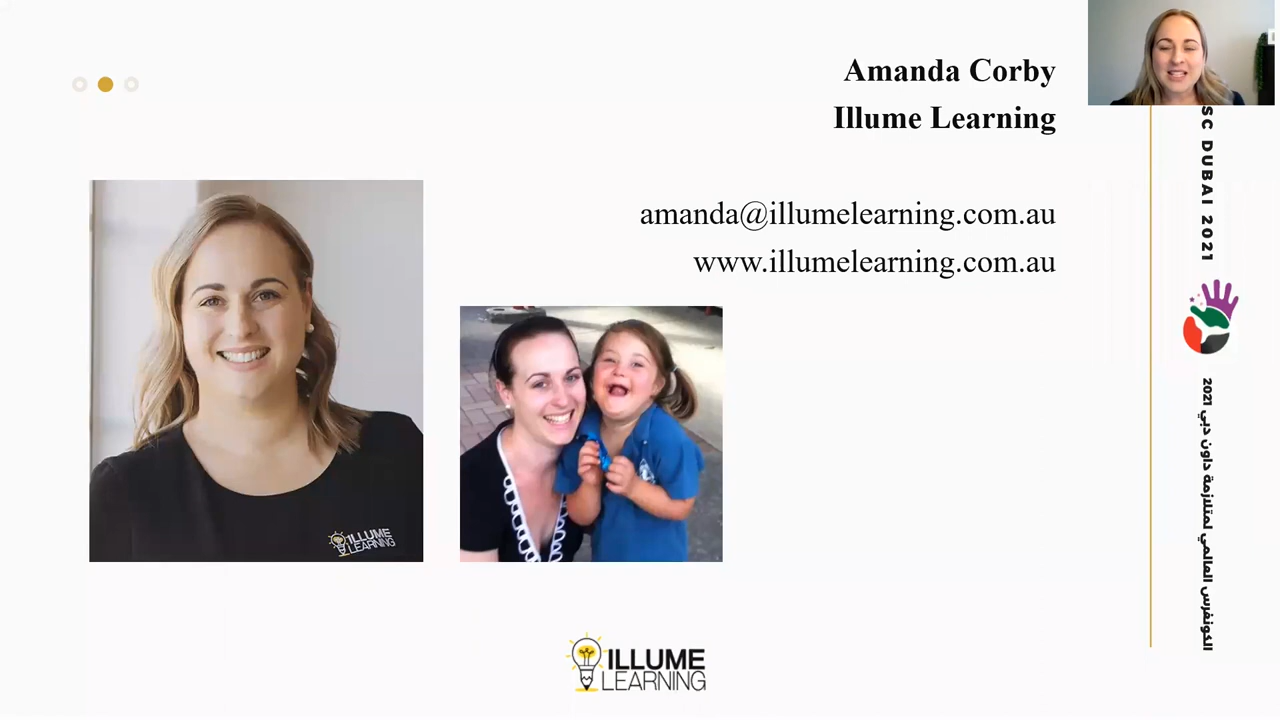 Amanda Corby
Illume Learning
amanda@illumelearning.com.au
www.illumelearning.com.au
SC DUBAI 2021
الكونغرس العالمي لمتلازمة داون دبي 2021
ILLUME
LEARNING
ILLUME
LEARNING